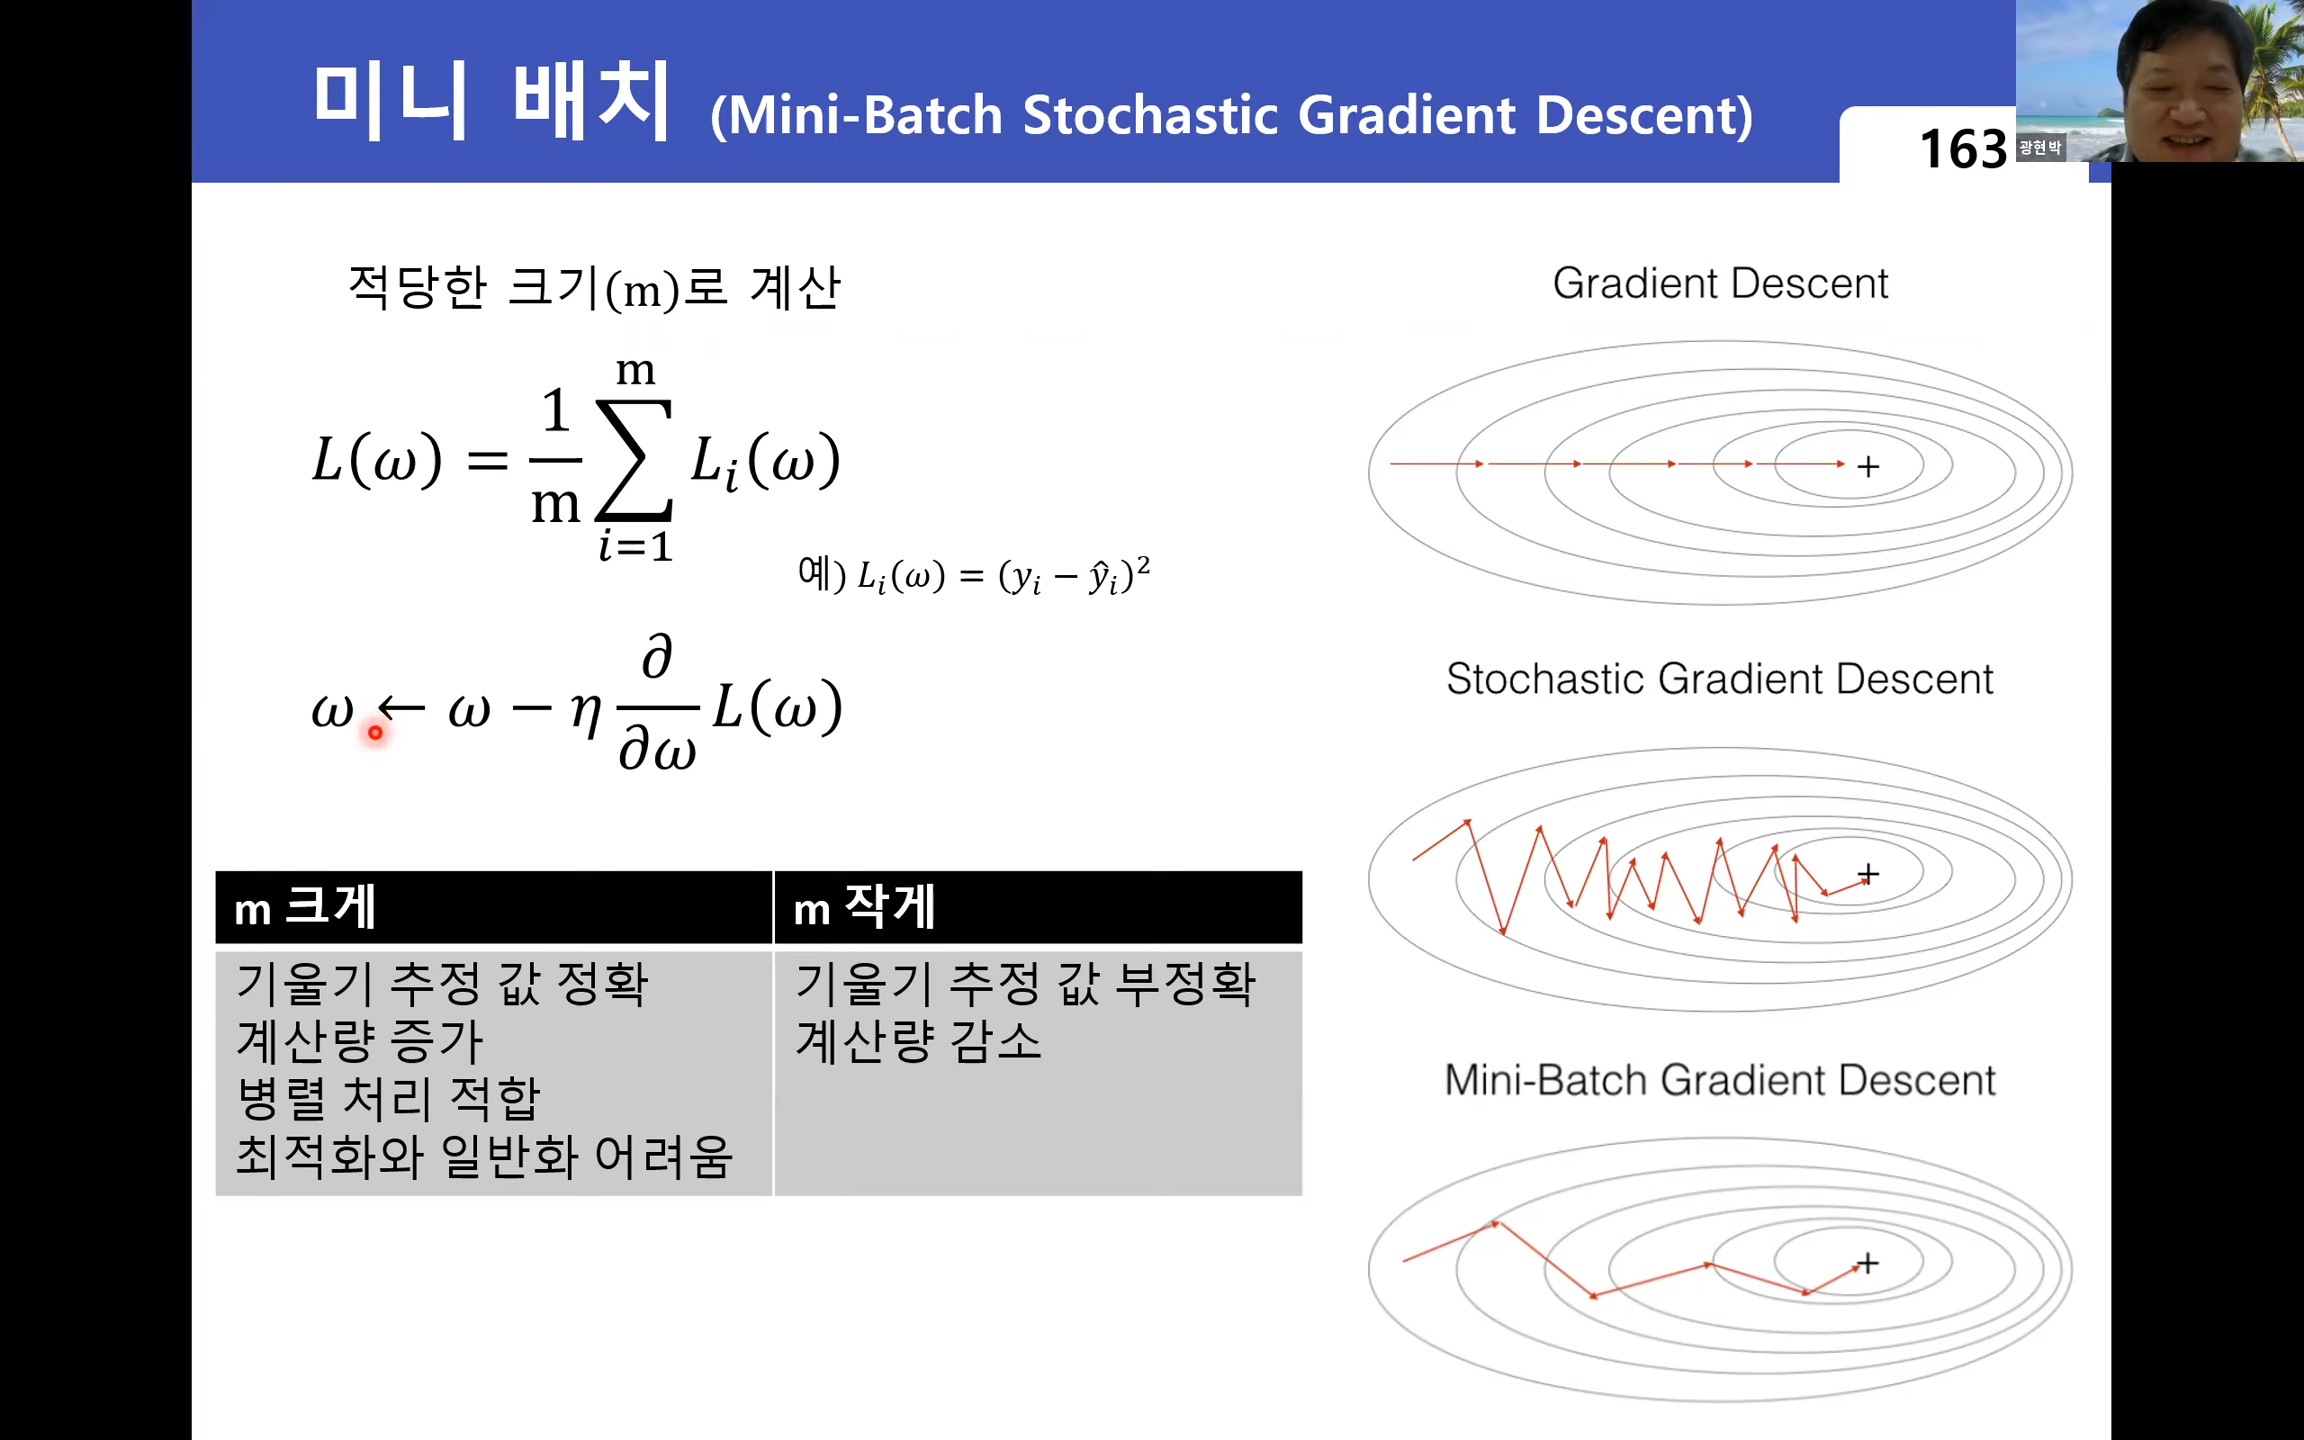 미니 배치 (Mini-Batch Stochastic Gradient Descent)
163
광현박
적당한 크기(m)로 계산
L(ω) = 1/m ∑_{i=1}^{m} L_i(ω)
예) L_i(ω) = (y_i − ŷ_i)²
ω ← ω − η ∂/∂ω L(ω)
m 크게
m 작게
기울기 추정 값 정확
계산량 증가
병렬 처리 적합
최적화와 일반화 어려움
기울기 추정 값 부정확
계산량 감소
Gradient Descent
Stochastic Gradient Descent
Mini-Batch Gradient Descent